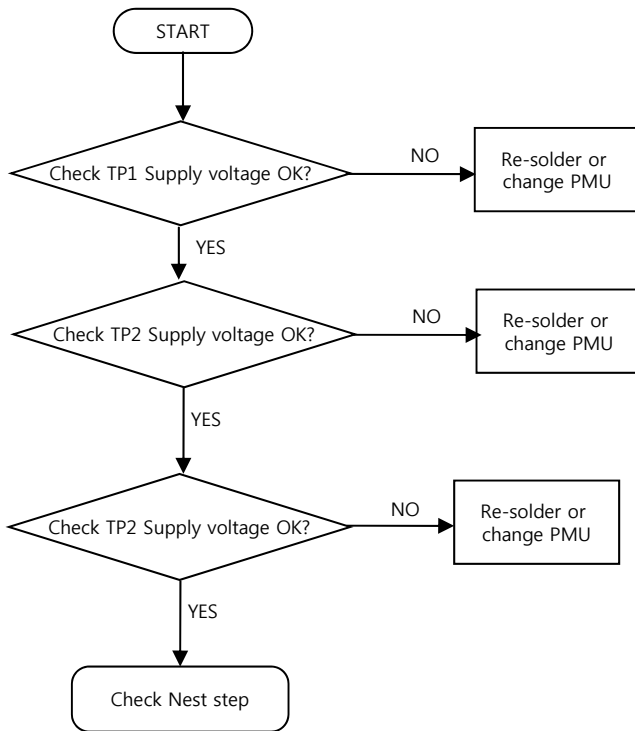 START
Check TP1 Supply voltage OK?
NO
Re-solder or
change PMU
YES
Check TP2 Supply voltage OK?
NO
Re-solder or
change PMU
YES
Check TP2 Supply voltage OK?
NO
Re-solder or
change PMU
YES
Check Nest step